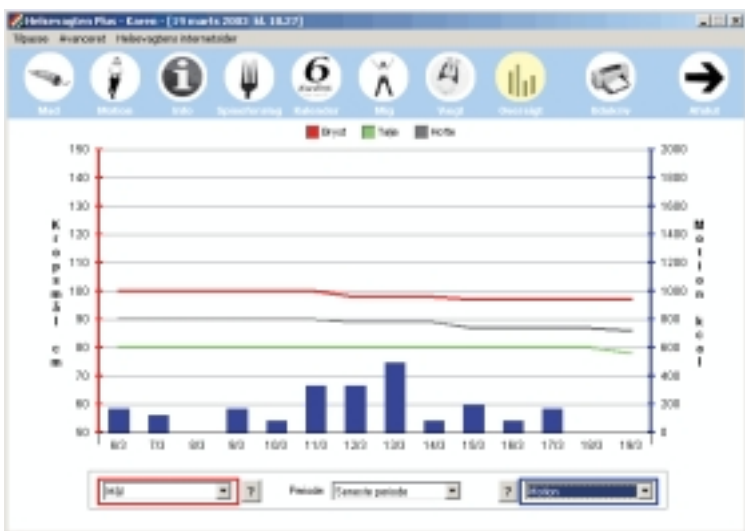 Helsevagten Plus - Karen - [19 marts 2003 kl. 18.27]
Tilpasse Avanceret Helsevagtens internetsider
6
Mad Motion Info Kalender Mig Vægt Oversigt Udskriv Afslut
Bryst Talje Hofte
150 2000
140 1800
130 1600
120 1400
110 1200
100 1000
90 800
80 600
70 400
60 200
50 0
Kropsmål cm
Motion kcal
6/3 7/3 8/3 9/3 10/3 11/3 12/3 13/3 14/3 15/3 16/3 17/3 18/3 19/3
Mål ? Periode Seneste periode ? Motion